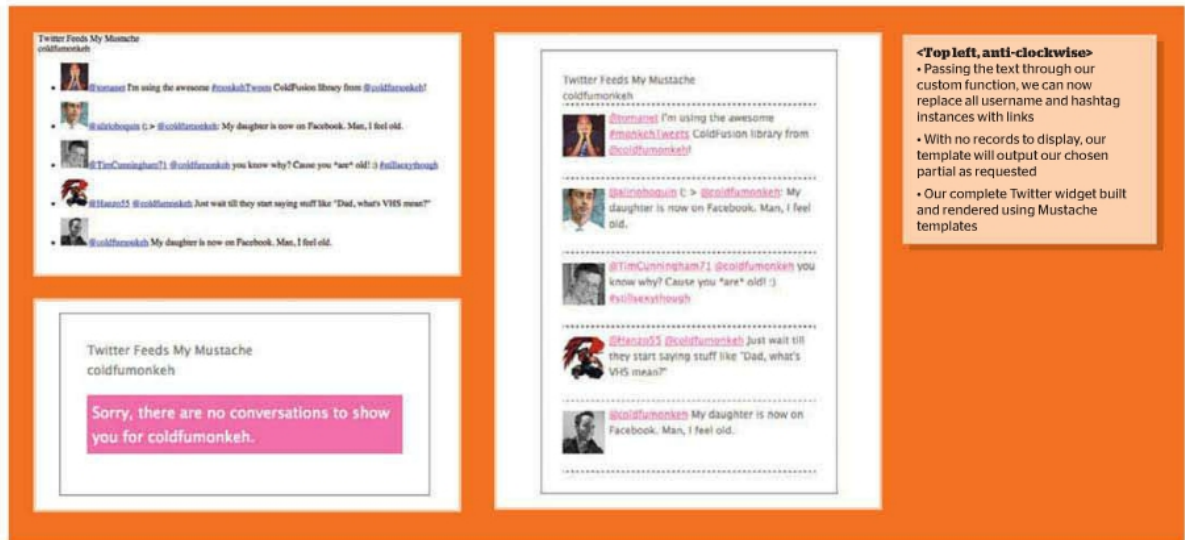 Twitter Feeds My Mustache
coldfumonkeh
• @tomanet I'm using the awesome #monkehTweets ColdFusion library from @coldfumonkeh!
• @alirioboquin (: > @coldfumonkeh: My daughter is now on Facebook. Man, I feel old.
• @TimCunningham71 @coldfumonkeh you know why? Cause you *are* old! :) #stillsexythough
• @Hanzo55 @coldfumonkeh Just wait till they start saying stuff like "Dad, what's VHS mean?"
• @coldfumonkeh My daughter is now on Facebook. Man, I feel old.
Twitter Feeds My Mustache
coldfumonkeh
Sorry, there are no conversations to show
you for coldfumonkeh.
Twitter Feeds My Mustache
coldfumonkeh
@tomanet I'm using the awesome
#monkehTweets ColdFusion library from
@coldfumonkeh!
@alirioboquin (: > @coldfumonkeh: My
daughter is now on Facebook. Man, I feel
old.
@TimCunningham71 @coldfumonkeh you
know why? Cause you *are* old! :)
#stillsexythough
@Hanzo55 @coldfumonkeh Just wait till
they start saying stuff like "Dad, what's
VHS mean?"
@coldfumonkeh My daughter is now on
Facebook. Man, I feel old.
<Top left, anti-clockwise>
• Passing the text through our
custom function, we can now
replace all username and hashtag
instances with links
• With no records to display, our
template will output our chosen
partial as requested
• Our complete Twitter widget built
and rendered using Mustache
templates